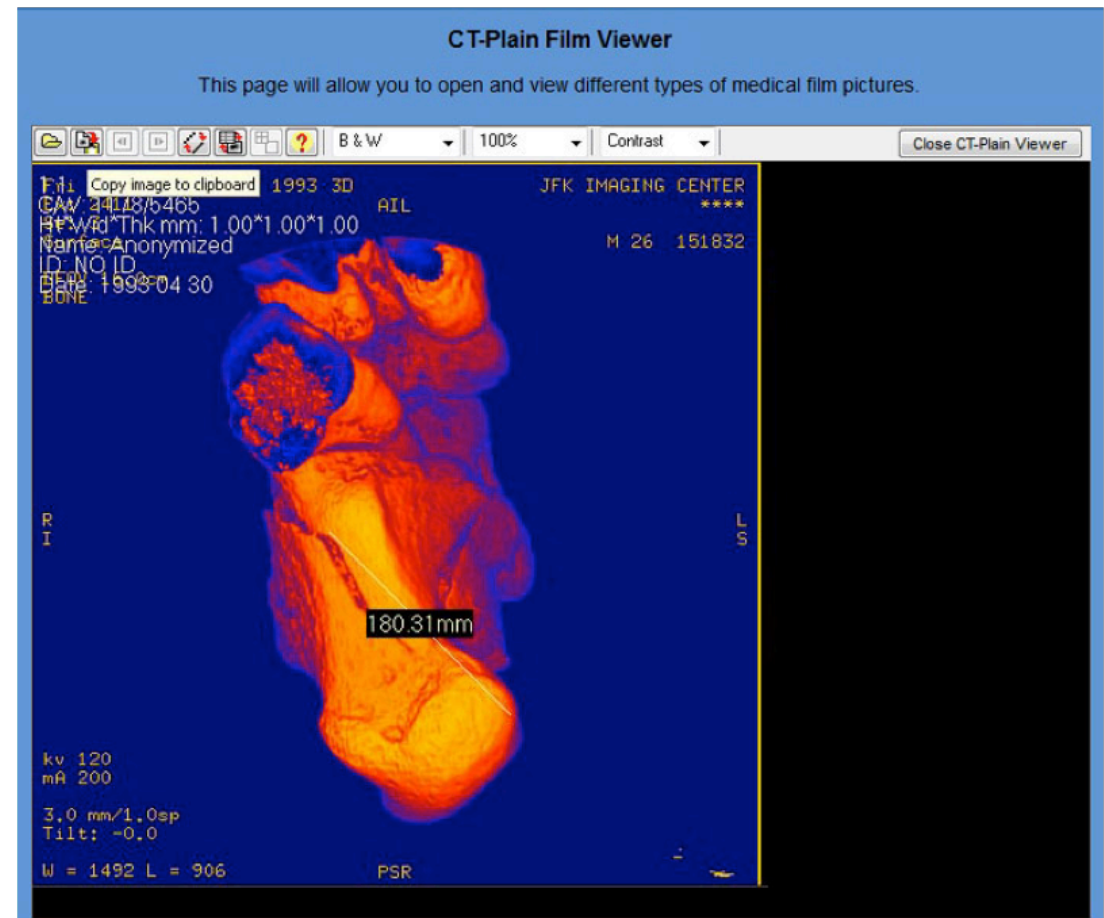 CT-Plain Film Viewer
This page will allow you to open and view different types of medical film pictures.
B & W 100% Contrast Close CT-Plain Viewer
Copy image to clipboard 1993 3D JFK IMAGING CENTER
AIL ****
Ht*Wid*Thk mm: 1.00*1.00*1.00
Name: Anonymized M 26 151832
ID: NO ID
Date: 1993 04 30
BONE
R L
I S
180.31mm
kv 120
mA 200
3.0 mm/1.0sp
Tilt: -0.0
W = 1492 L = 906 PSR